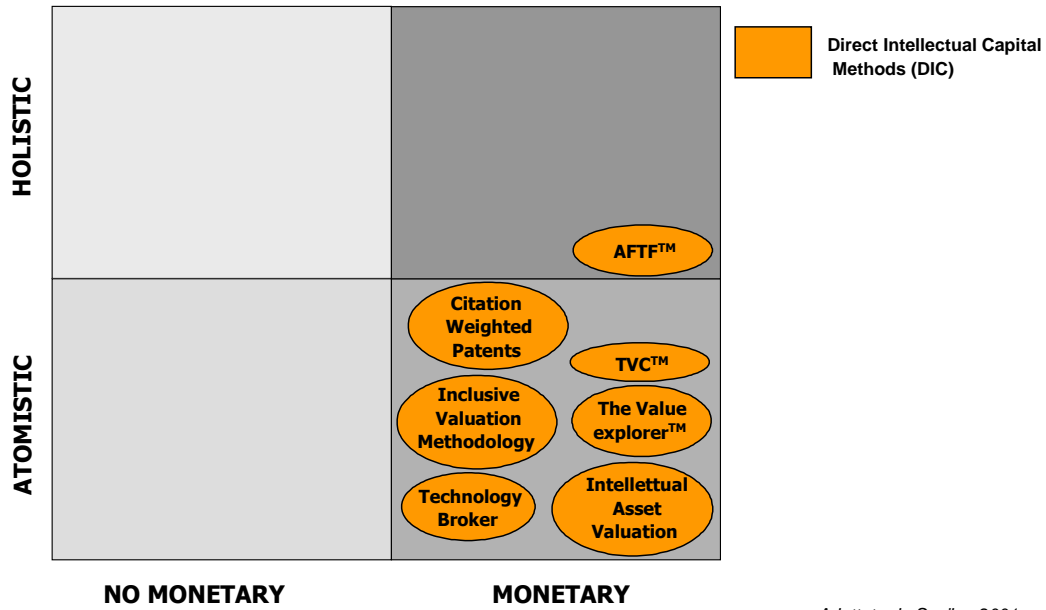 Direct Intellectual Capital
Methods (DIC)
HOLISTIC
AFTF™
Citation
Weighted
Patents
TVC™
Inclusive
Valuation
Methodology
The Value
explorer™
Technology
Broker
Intellettual
Asset
Valuation
ATOMISTIC
NO MONETARY
MONETARY